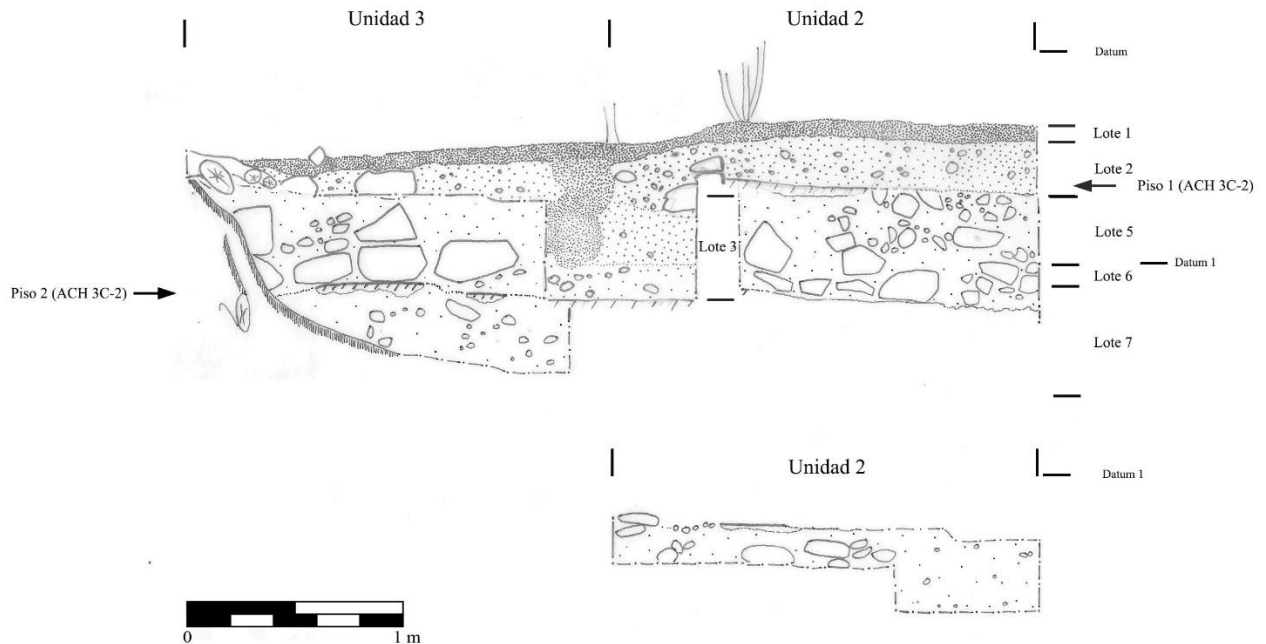 Unidad 3
Unidad 2
Datum
Lote 1
Lote 2
Piso 1 (ACH 3C-2)
Lote 3
Lote 5
Lote 6
Datum 1
Piso 2 (ACH 3C-2)
Lote 7
Unidad 2
Datum 1
0
1 m